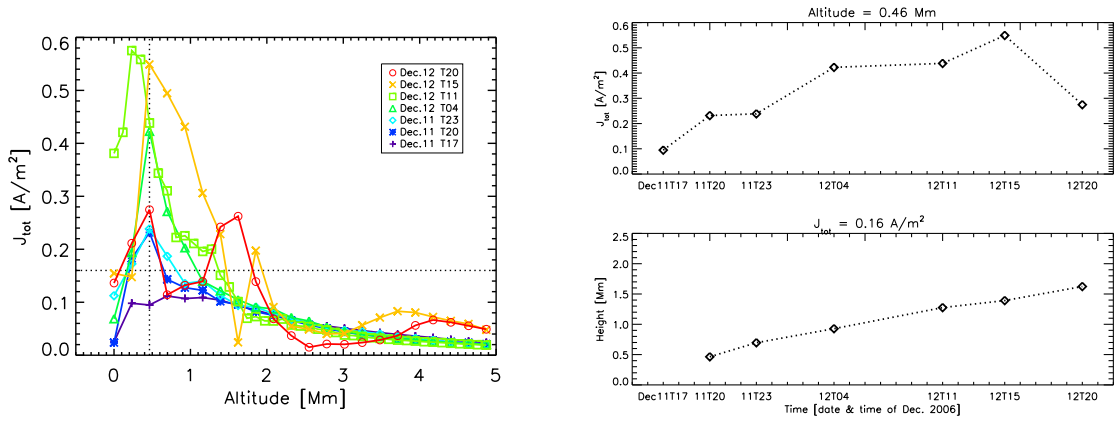 0.6
0.5
0.4
0.3
0.2
0.1
0.0
J_tot [A/m²]
0 1 2 3 4 5
Altitude [Mm]
Dec.12 T20
Dec.12 T15
Dec.12 T11
Dec.12 T04
Dec.11 T23
Dec.11 T20
Dec.11 T17
Altitude = 0.46 Mm
0.6
0.5
0.4
0.3
0.2
0.1
0.0
J_tot [A/m²]
Dec11T17 11T20 11T23 12T04 12T11 12T15 12T20
J_tot = 0.16 A/m²
2.5
2.0
1.5
1.0
0.5
0.0
Height [Mm]
Dec11T17 11T20 11T23 12T04 12T11 12T15 12T20
Time [date & time of Dec. 2006]